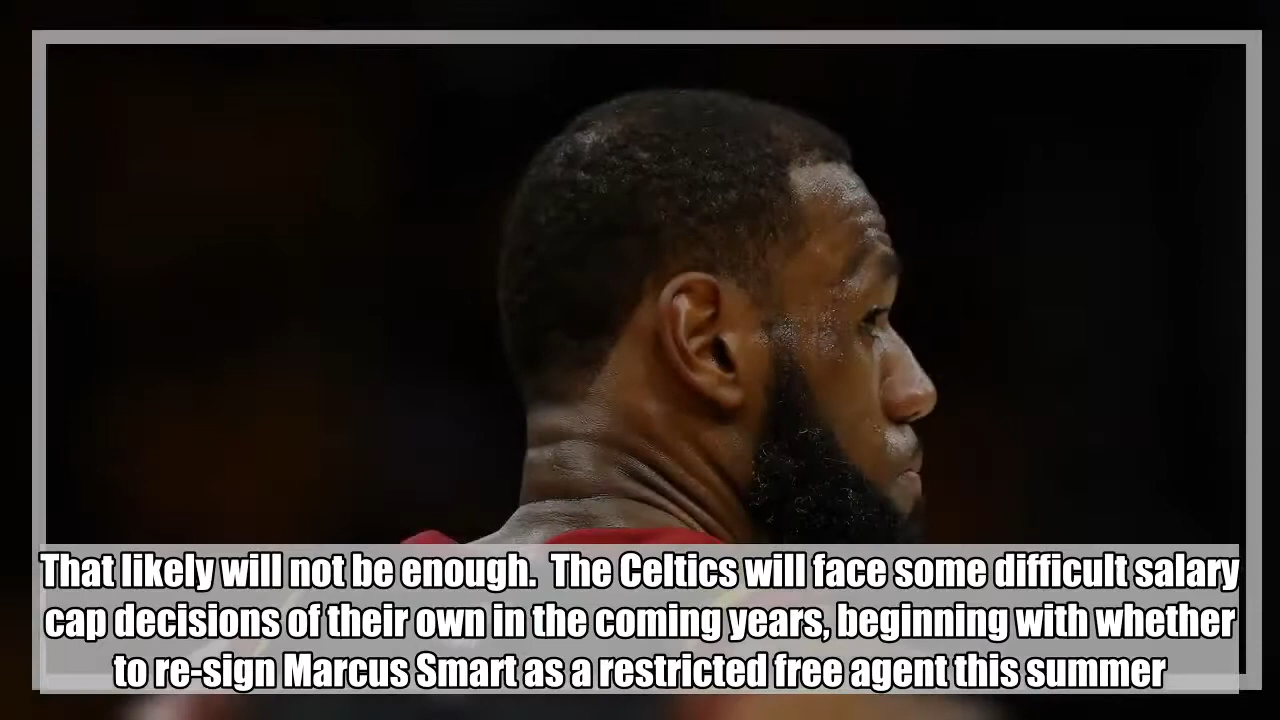 That likely will not be enough.  The Celtics will face some difficult salary
cap decisions of their own in the coming years, beginning with whether
to re-sign Marcus Smart as a restricted free agent this summer